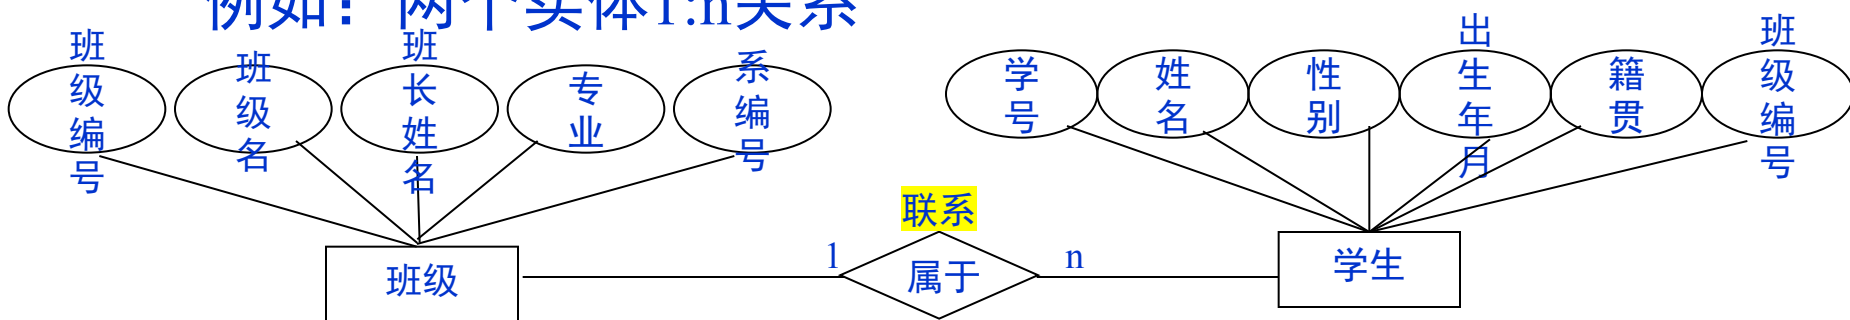 例如：两个实体1:n关系
班级编号
班级名
班长姓名
专业
系编号
学号
姓名
性别
出生年月
籍贯
班级编号
联系
班级
1
属于
n
学生